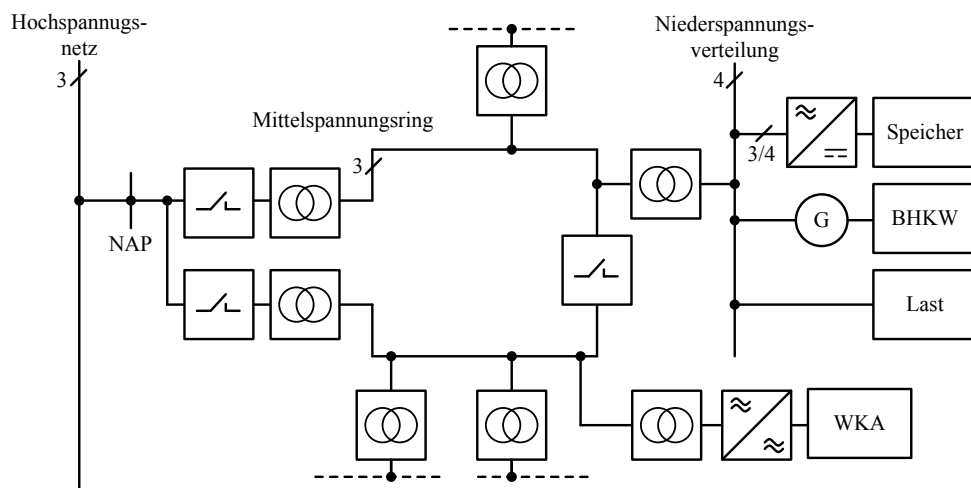 Hochspannugs-
netz
3
NAP
Mittelspannungsring
3
Niederspannungs-
verteilung
4
3/4
Speicher
G
BHKW
Last
WKA